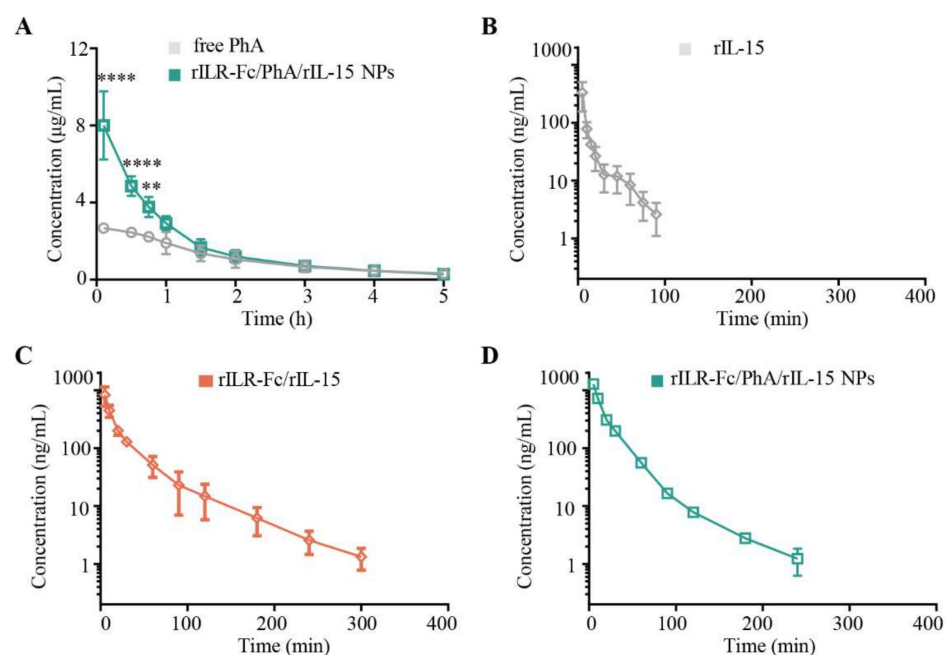 A
free PhA
rILR-Fc/PhA/rIL-15 NPs
Concentration (μg/mL)
12
8
4
0
****
****
**
0 1 2 3 4 5
Time (h)
B
rIL-15
Concentration (ng/mL)
1000
100
10
1
0 100 200 300 400
Time (min)
C
rILR-Fc/rIL-15
Concentration (ng/mL)
1000
100
10
1
0 100 200 300 400
Time (min)
D
rILR-Fc/PhA/rIL-15 NPs
Concentration (ng/mL)
1000
100
10
1
0 100 200 300 400
Time (min)